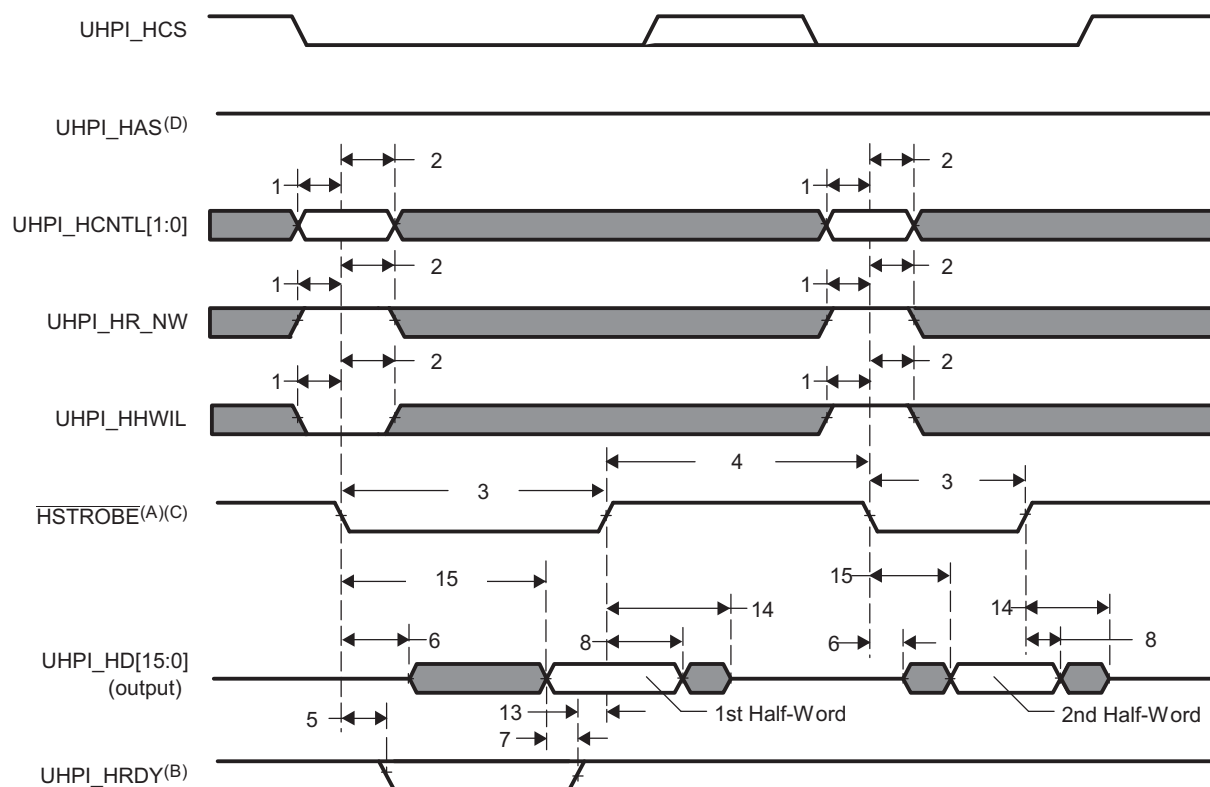 UHPI_HCS
UHPI_HAS(D)
2
2
1
1
UHPI_HCNTL[1:0]
2
2
1
1
UHPI_HR_NW
2
2
1
1
UHPI_HHWIL
4
3
3
HSTROBE(A)(C)
15
15
14
14
6
8
6
8
UHPI_HD[15:0]
(output)
5
13
1st Half-Word
2nd Half-Word
7
UHPI_HRDY(B)